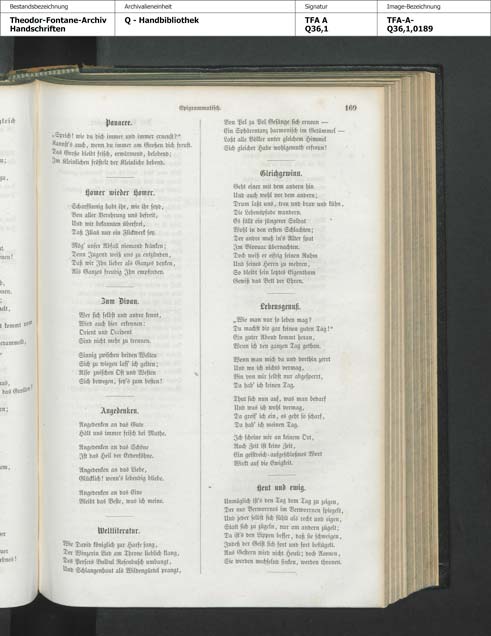 Bestandsbezeichnung
Theodor-Fontane-Archiv
Handschriften
Archivalieneinheit
Q - Handbibliothek
Signatur
TFA A
Q36,1
Image-Bezeichnung
TFA-A-
Q36,1,0189
Epigrammatisch.
169
Panacee.
„Sprich! wie du dich immer und immer erneust?“
Kannst's auch, wenn du immer am Großen dich freust.
Das Große bleibt frisch, erwärmend, belebend;
Im Kleinlichen fröstelt der Kleinliche bebend.
Homer wieder Homer.
Scharfsinnig habt ihr, wie ihr seyd,
Von aller Verehrung uns befreit,
Und wir bekannten überfrei,
Daß Ilias nur ein Flickwerk sey.
Mög' unser Abfall niemand kränken;
Denn Jugend weiß uns zu entzünden,
Daß wir Ihn lieber als Ganzes denken,
Als Ganzes freudig Ihn empfinden.
Zum Divan.
Wer sich selbst und andre kennt,
Wird auch hier erkennen:
Orient und Occident
Sind nicht mehr zu trennen.
Sinnig zwischen beiden Welten
Sich zu wiegen lass' ich gelten;
Also zwischen Ost und Westen
Sich bewegen, sey's zum besten!
Angedenken.
Angedenken an das Gute
Hält uns immer frisch bei Muthe.
Angedenken an das Schöne
Ist das Heil der Erdensöhne.
Angedenken an das Liebe,
Glücklich! wenn's lebendig bliebe.
Angedenken an das Eine
Bleibt das Beste, was ich meine.
Weltliteratur.
Wie David königlich zur Harfe sang,
Der Winzerin Lied am Throne lieblich klang,
Des Persers Bulbul Rosenbusch umbangt,
Und Schlangenhaut als Wildengürtel prangt,
Von Pol zu Pol Gesänge sich erneun —
Ein Sphärentanz harmonisch im Getümmel —
Laßt alle Völker unter gleichem Himmel
Sich gleicher Habe wohlgemuth erfreun!
Gleichgewinn.
Geht einer mit dem andern hin
Und auch wohl vor dem andern;
Drum laßt uns, treu und brav und kühn,
Die Lebenspfade wandern.
Es fällt ein jüngerer Soldat
Wohl in den ersten Schlachten;
Der andre muß in's Alter spat
Im Bivouac übernachten.
Doch weiß er eifrig seinen Ruhm
Und seines Herrn zu mehren,
So bleibt sein letztes Eigenthum
Gewiß das Bett der Ehren.
Lebensgenuß.
„Wie man nur so leben mag?
Du machst dir gar keinen guten Tag!“
Ein guter Abend kommt heran,
Wenn ich den ganzen Tag gethan.
Wenn man mich da und dorthin zerrt
Und wo ich nichts vermag,
Bin von mir selbst nur abgesperrt,
Da hab' ich keinen Tag.
Thut sich nun auf, was man bedarf
Und was ich wohl vermag,
Da greif' ich ein, es geht so scharf,
Da hab' ich meinen Tag.
Ich scheine mir an keinem Ort,
Auch Zeit ist keine Zeit,
Ein geistreich-aufgeschlossnes Wort
Wirkt auf die Ewigkeit.
Heut und ewig.
Unmöglich ist's den Tag dem Tag zu zeigen,
Der nur Verworrnes im Verworrnen spiegelt,
Und jeder selbst sich fühlt als recht und eigen,
Statt sich zu zügeln, nur am andern zügelt;
Da ist's den Lippen besser, daß sie schweigen,
Indeß der Geist sich fort und fort beflügelt.
Aus Gestern wird nicht Heute; doch Aeonen,
Sie werden wechselnd sinken, werden thronen.